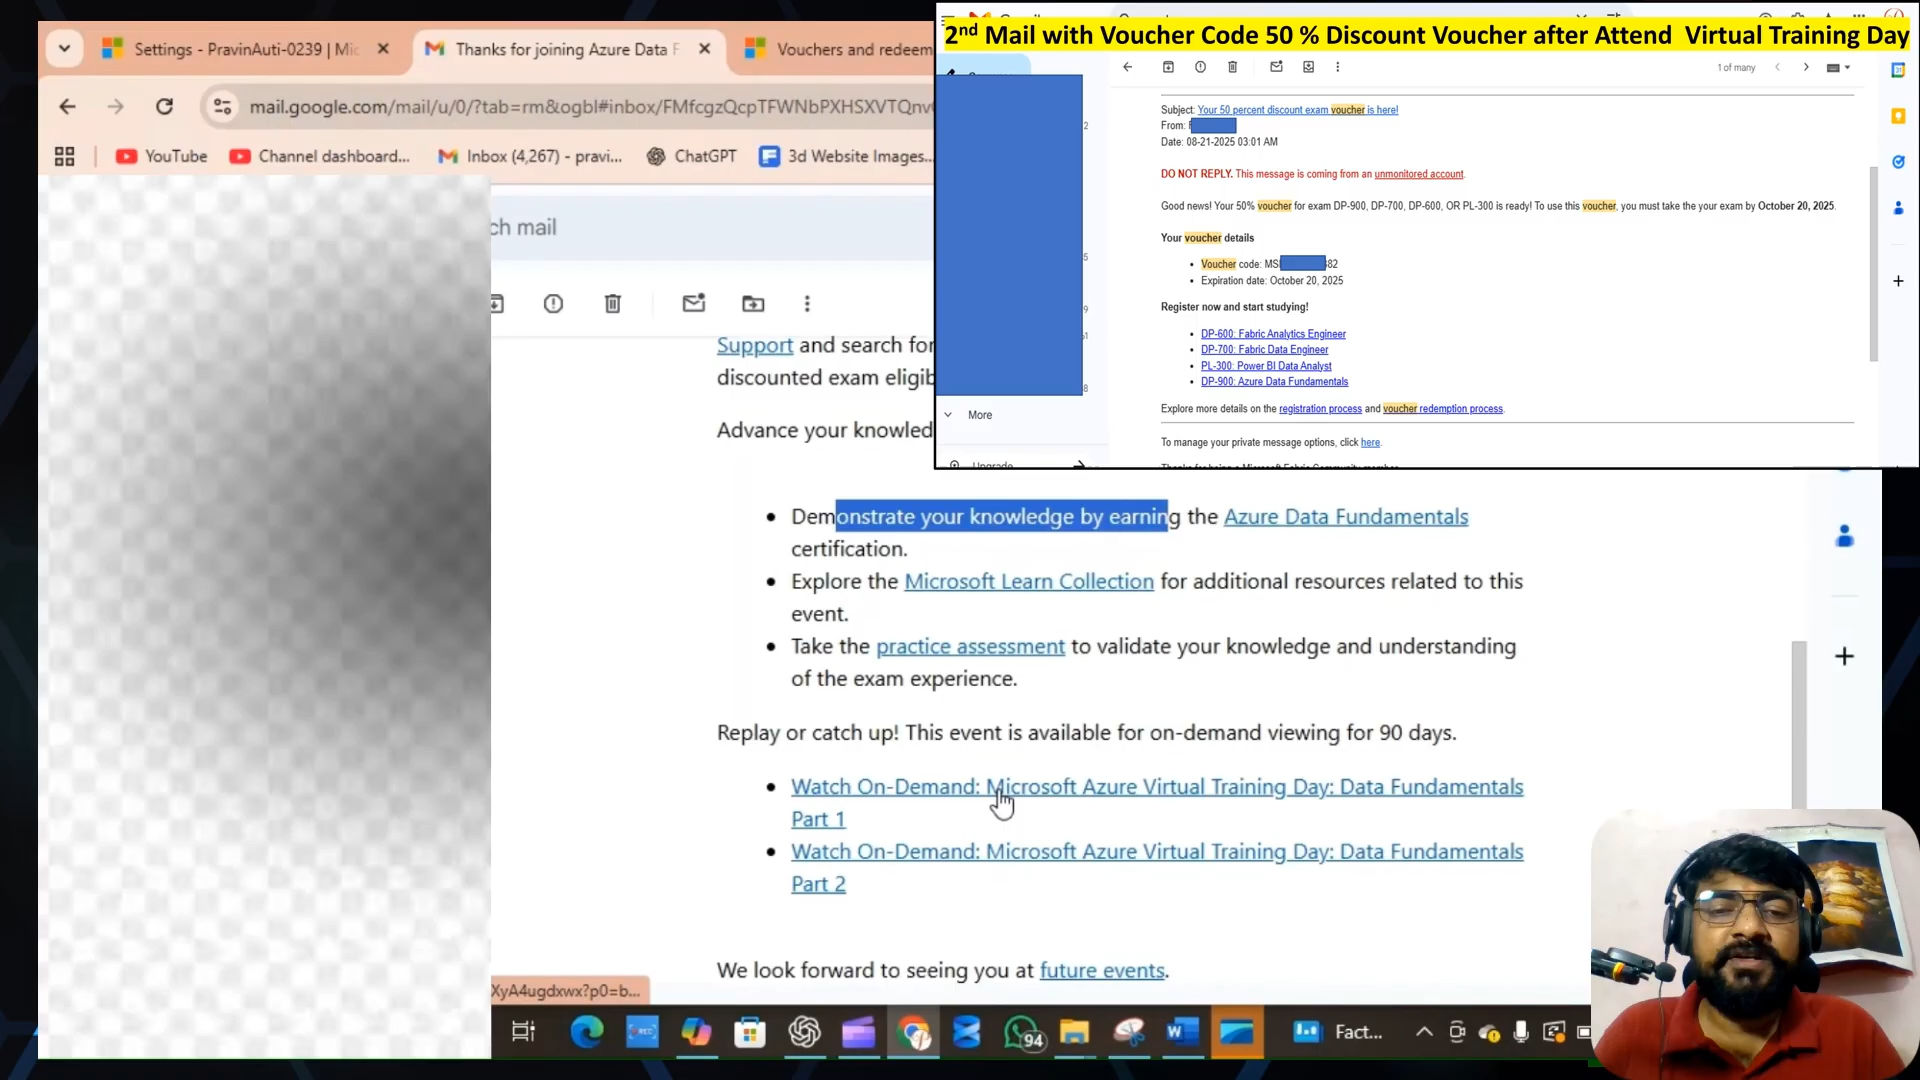 Settings - PravinAuti-0239 | Mic
Thanks for joining Azure Data F
Vouchers and redeem
mail.google.com/mail/u/0/?tab=rm&ogbl#inbox/FMfcgzQcpTFWNbPXHSXVTQnv
YouTube
Channel dashboard...
Inbox (4,267) - pravi...
ChatGPT
3d Website Images...
ch mail
Support and search for
discounted exam eligib
Advance your knowled
2nd Mail with Voucher Code 50 % Discount Voucher after Attend Virtual Training Day
1 of many
Subject: Your 50 percent discount exam voucher is here!
From:
Date: 08-21-2025 03:01 AM
DO NOT REPLY. This message is coming from an unmonitored account.
Good news! Your 50% voucher for exam DP-900, DP-700, DP-600, OR PL-300 is ready! To use this voucher, you must take the your exam by October 20, 2025.
Your voucher details
• Voucher code: MS 82
• Expiration date: October 20, 2025
Register now and start studying!
• DP-600: Fabric Analytics Engineer
• DP-700: Fabric Data Engineer
• PL-300: Power BI Data Analyst
• DP-900: Azure Data Fundamentals
Explore more details on the registration process and voucher redemption process.
To manage your private message options, click here.
2
5
9
61
8
More
Upgrade
• Demonstrate your knowledge by earning the Azure Data Fundamentals
certification.
• Explore the Microsoft Learn Collection for additional resources related to this
event.
• Take the practice assessment to validate your knowledge and understanding
of the exam experience.
Replay or catch up! This event is available for on-demand viewing for 90 days.
• Watch On-Demand: Microsoft Azure Virtual Training Day: Data Fundamentals
Part 1
• Watch On-Demand: Microsoft Azure Virtual Training Day: Data Fundamentals
Part 2
We look forward to seeing you at future events.
XyA4ugdxwx?p0=b...
94
Fact...